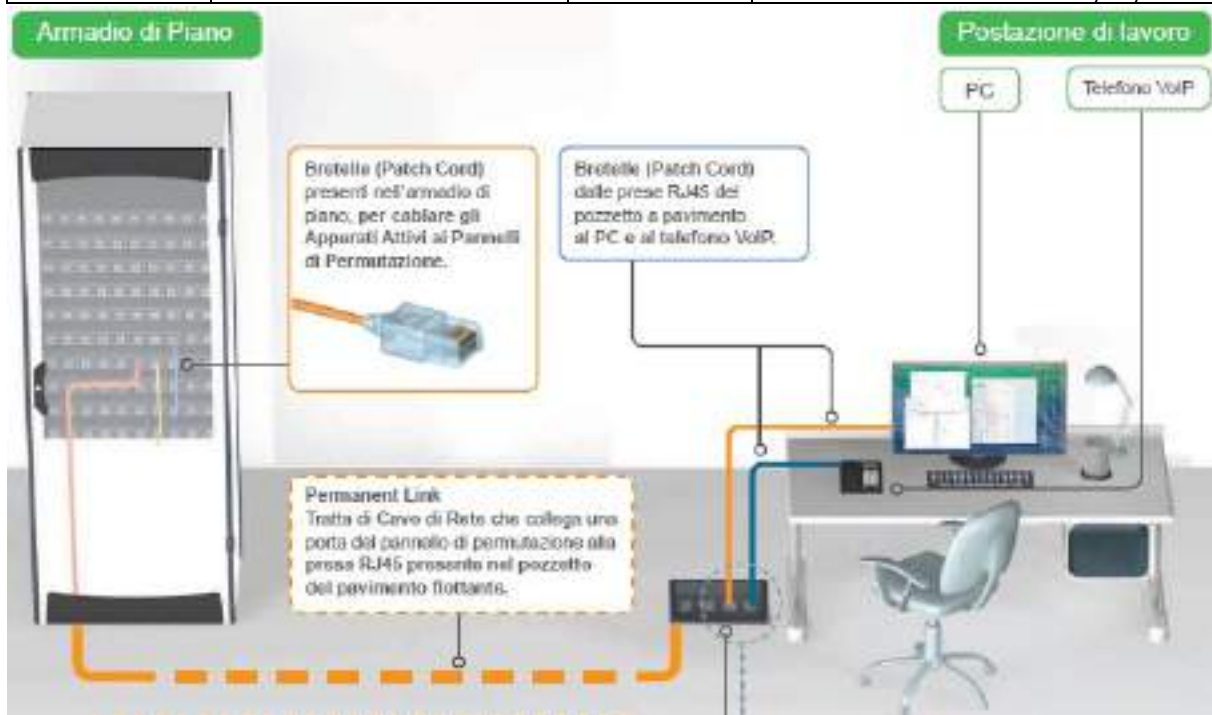 Armadio di Piano
Postazione di lavoro
PC
Telefono VoIP
Bretelle (Patch Cord)
presenti nell'armadio di
piano, per cablare gli
Apparati Attivi ai Pannelli
di Permutazione.
Bretelle (Patch Cord)
dalle prese RJ45 del
pozzetto a pavimento
al PC e al telefono VoIP.
Permanent Link
Tratta di Cavo di Rete che collega una
porta del pannello di permutazione alla
presa RJ45 presente nel pozzetto
del pavimento flottante.